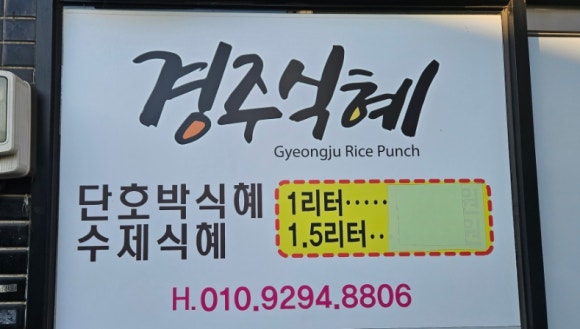 경주식혜
Gyeongju Rice Punch
단호박식혜
수제식혜
1리터·····
1.5리터··
H.010.9294.8806